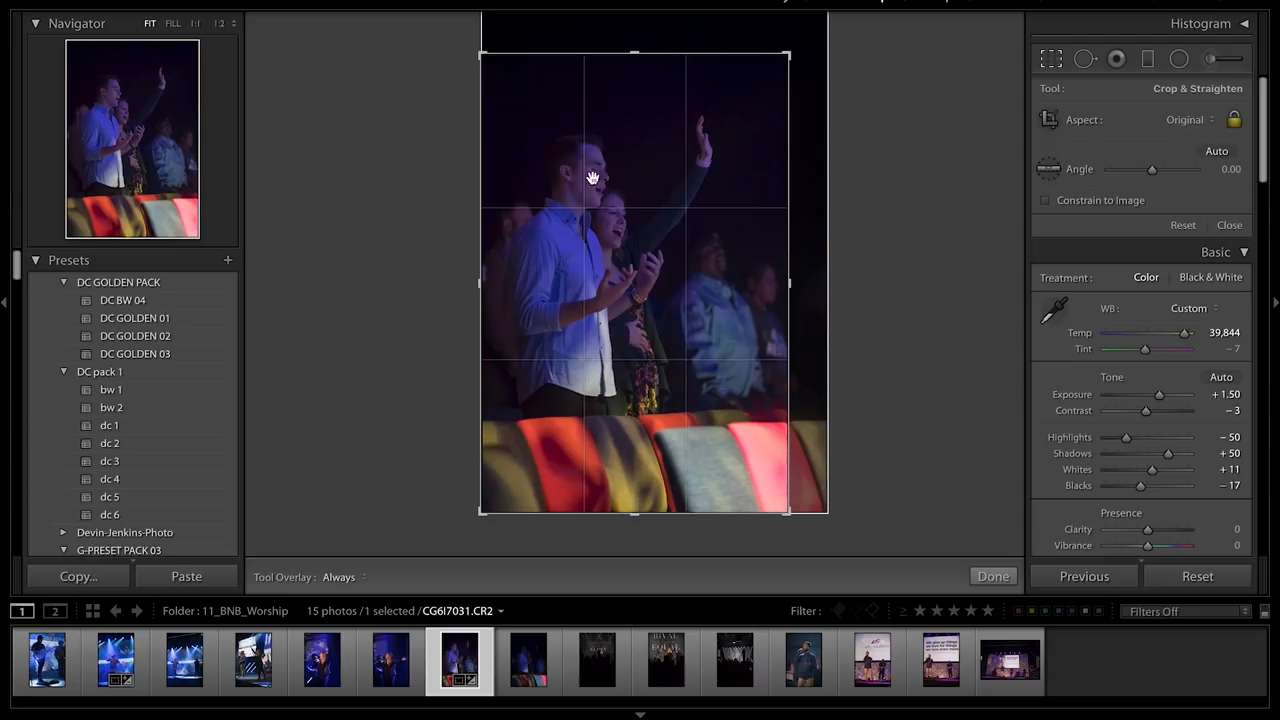 Navigator FIT FILL 1:1 1:2
Presets +
DC GOLDEN PACK
DC BW 04
DC GOLDEN 01
DC GOLDEN 02
DC GOLDEN 03
DC pack 1
bw 1
bw 2
dc 1
dc 2
dc 3
dc 4
dc 5
dc 6
Devin-Jenkins-Photo
G-PRESET PACK 03
Copy... Paste
Tool Overlay : Always Done
Histogram
Tool : Crop & Straighten
Aspect : Original
Auto
Angle 0.00
Constrain to Image
Reset Close
Basic
Treatment : Color Black & White
WB : Custom
Temp 39,844
Tint – 7
Tone Auto
Exposure + 1.50
Contrast – 3
Highlights – 50
Shadows + 50
Whites + 11
Blacks – 17
Presence
Clarity 0
Vibrance 0
Previous Reset
1 2 Folder : 11_BNB_Worship 15 photos / 1 selected / CG6I7031.CR2 Filter : ≥ Filters Off